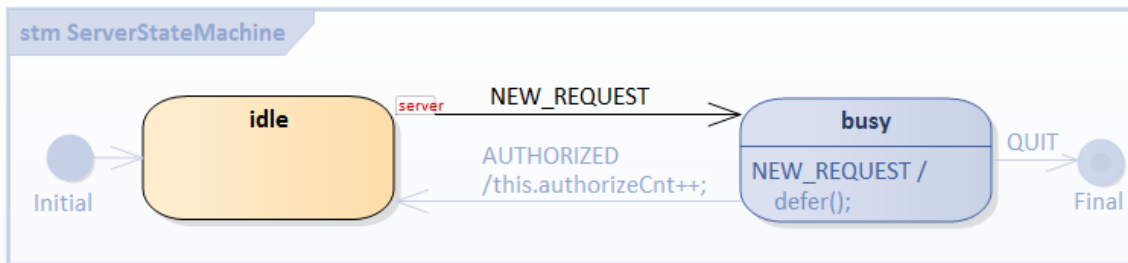 stm ServerStateMachine
idle
server
NEW_REQUEST
busy
AUTHORIZED
/this.authorizeCnt++;
NEW_REQUEST /
defer();
QUIT
Initial
Final